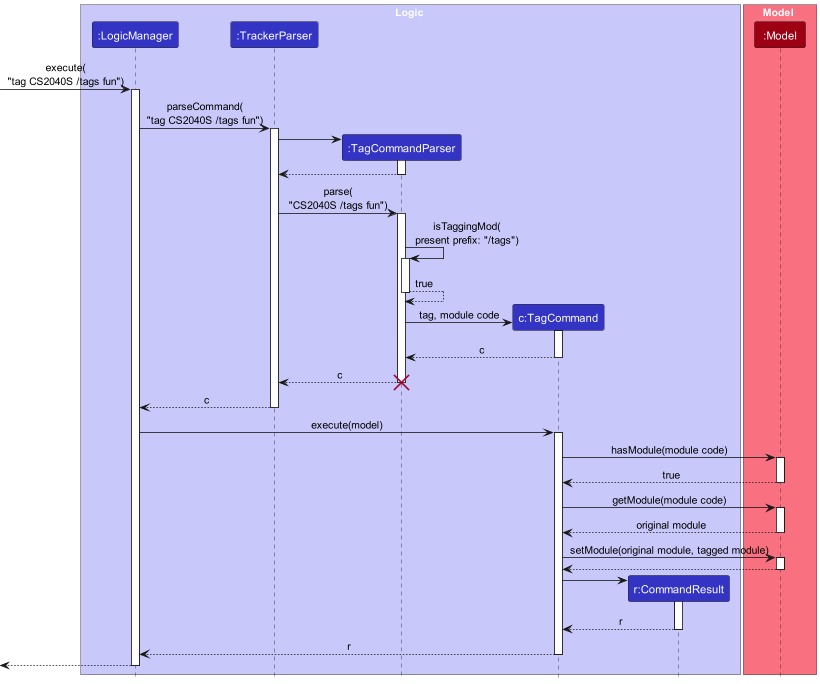 Logic
Model
:LogicManager
:TrackerParser
:Model
execute(
"tag CS2040S /tags fun")
parseCommand(
"tag CS2040S /tags fun")
:TagCommandParser
parse(
"CS2040S /tags fun")
isTaggingMod(
present prefix: "/tags")
true
tag, module code
c:TagCommand
c
c
c
execute(model)
hasModule(module code)
true
getModule(module code)
original module
setModule(original module, tagged module)
r:CommandResult
r
r